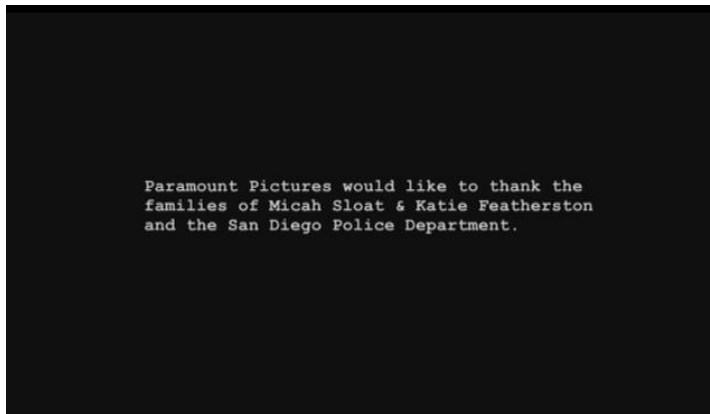 Paramount Pictures would like to thank the
families of Micah Sloat & Katie Featherston
and the San Diego Police Department.